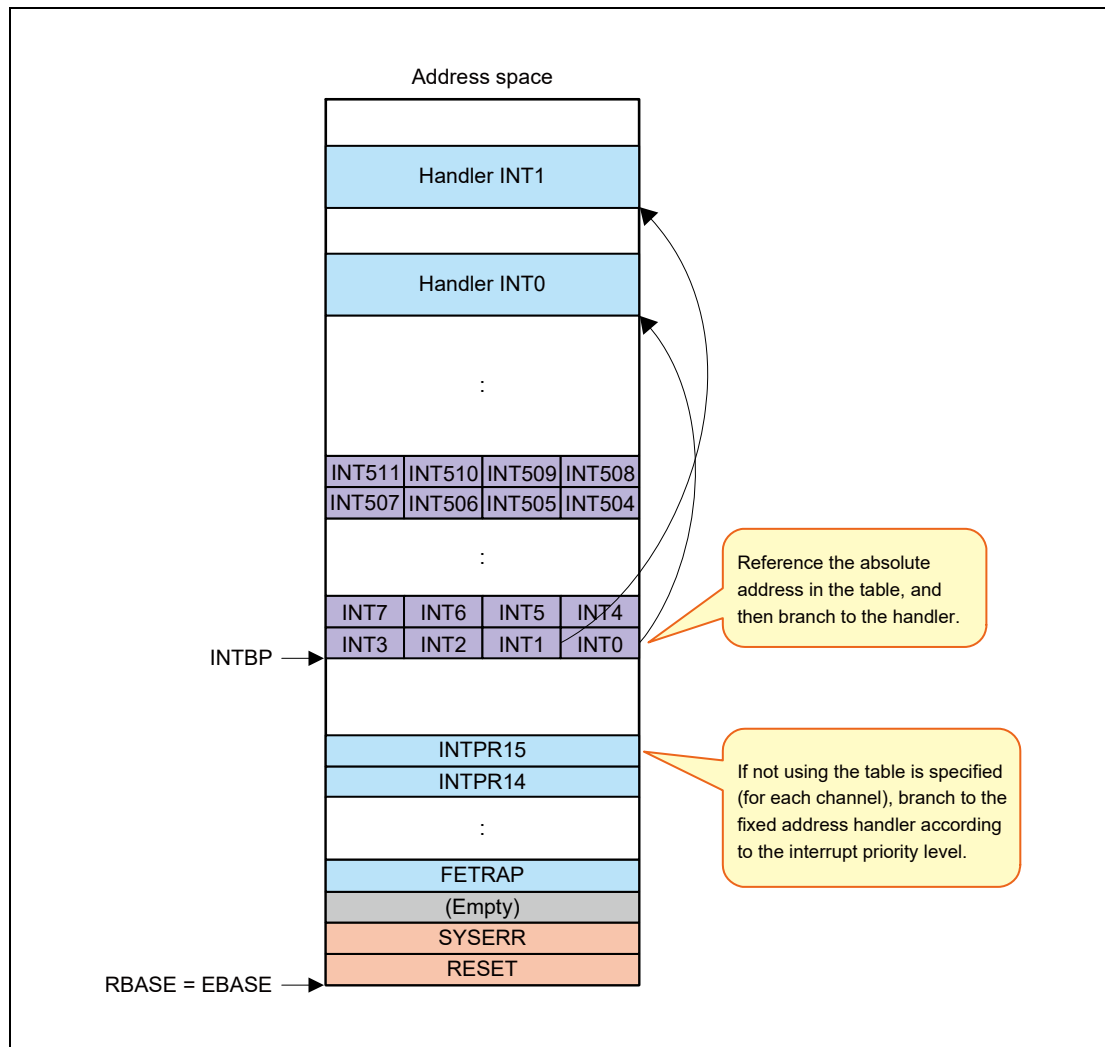 Address space
Handler INT1
Handler INT0
:
INT511 INT510 INT509 INT508
INT507 INT506 INT505 INT504
:
INT7 INT6 INT5 INT4
INT3 INT2 INT1 INT0
INTBP
Reference the absolute
address in the table, and
then branch to the handler.
INTPR15
INTPR14
:
If not using the table is specified
(for each channel), branch to the
fixed address handler according
to the interrupt priority level.
FETRAP
(Empty)
SYSERR
RESET
RBASE = EBASE